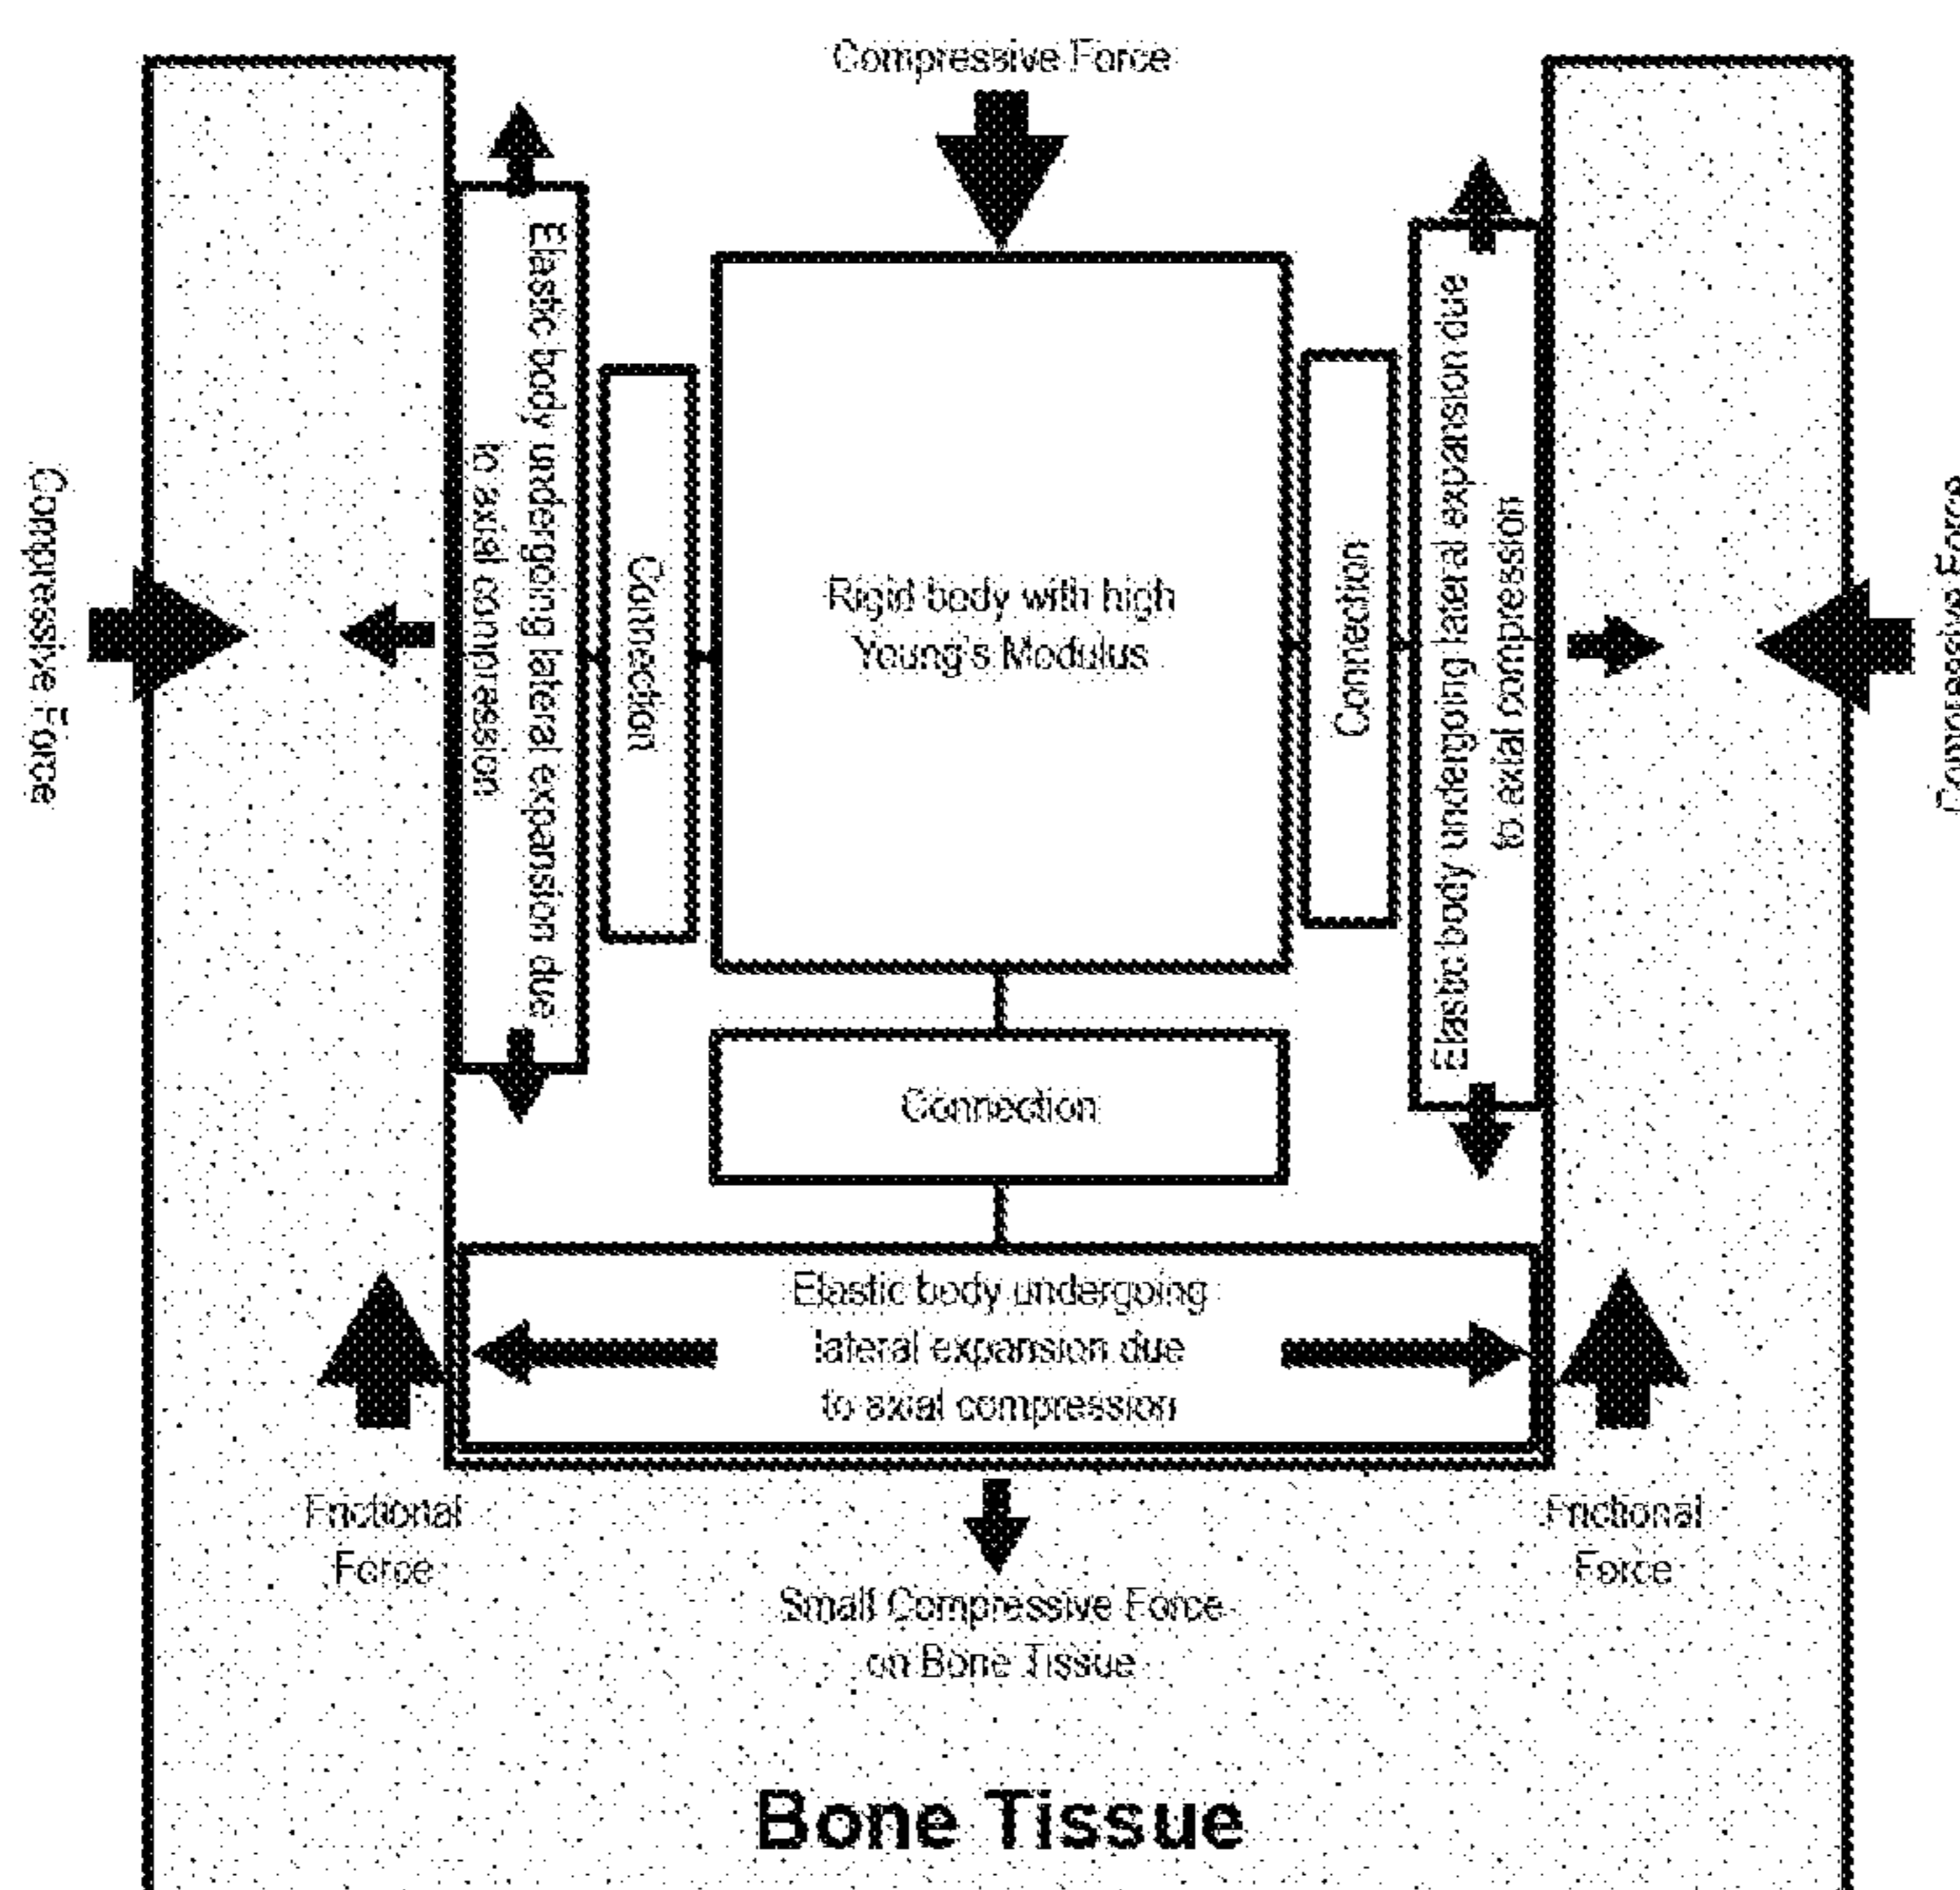 Compressive Force
Compressive Force
Elastic body undergoing lateral expansion due
to axial compression
Connection
Rigid body with high
Young's Modulus
Connection
Elastic body undergoing lateral expansion due
to axial compression
Compressive Force
Connection
Elastic body undergoing
lateral expansion due
to axial compression
Frictional
Force
Frictional
Force
Small Compressive Force
on Bone Tissue
Bone Tissue